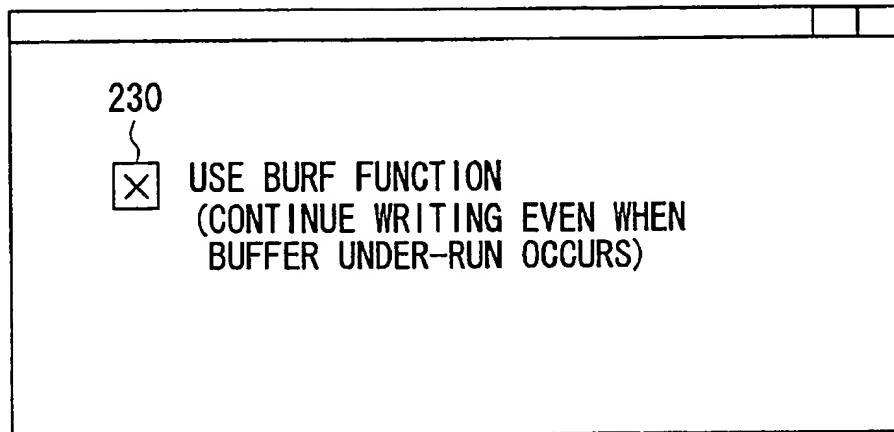 230
USE BURF FUNCTION
(CONTINUE WRITING EVEN WHEN
BUFFER UNDER-RUN OCCURS)